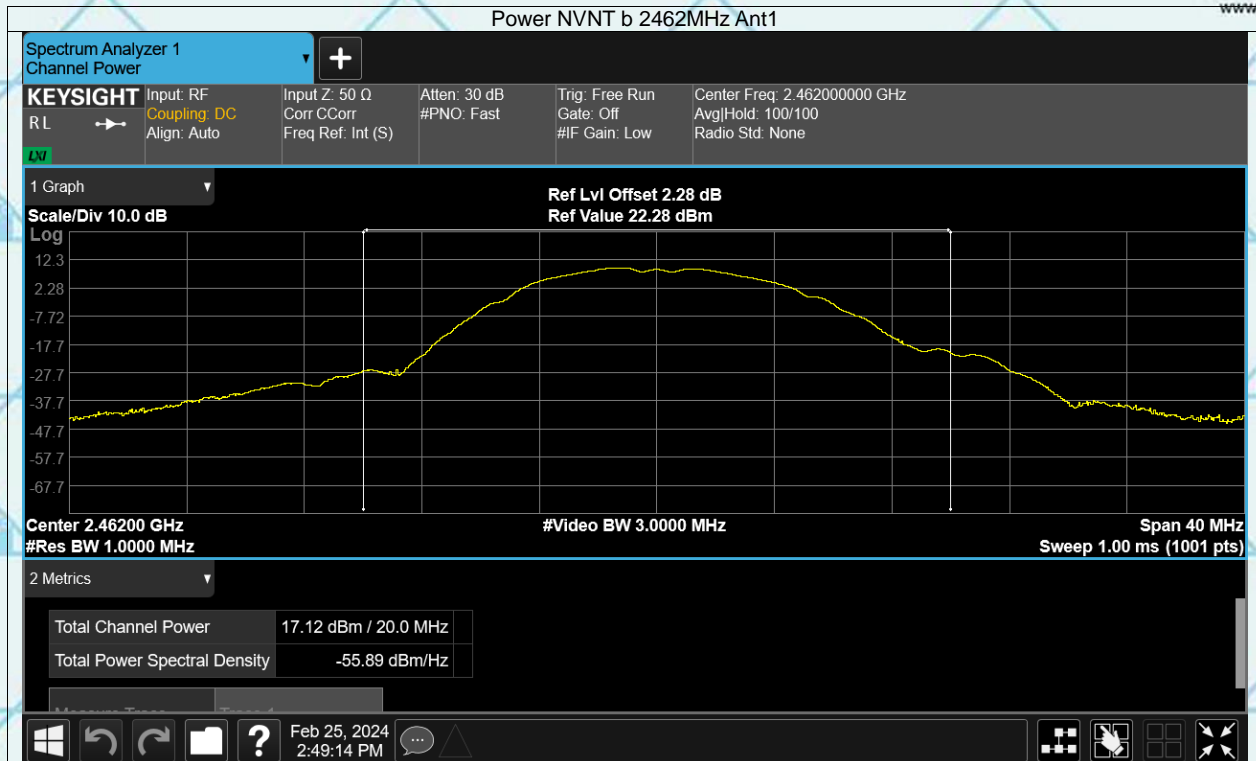 www
Power NVNT b 2462MHz Ant1
Spectrum Analyzer 1
Channel Power
KEYSIGHT
R L
LXI
Input: RF
Coupling: DC
Align: Auto
Input Z: 50 Ω
Corr CCorr
Freq Ref: Int (S)
Atten: 30 dB
#PNO: Fast
Trig: Free Run
Gate: Off
#IF Gain: Low
Center Freq: 2.462000000 GHz
Avg|Hold: 100/100
Radio Std: None
1 Graph
Scale/Div 10.0 dB
Ref Lvl Offset 2.28 dB
Ref Value 22.28 dBm
Log
12.3
2.28
-7.72
-17.7
-27.7
-37.7
-47.7
-57.7
-67.7
Center 2.46200 GHz
#Video BW 3.0000 MHz
Span 40 MHz
#Res BW 1.0000 MHz
Sweep 1.00 ms (1001 pts)
2 Metrics
Total Channel Power 17.12 dBm / 20.0 MHz
Total Power Spectral Density -55.89 dBm/Hz
Feb 25, 2024
2:49:14 PM